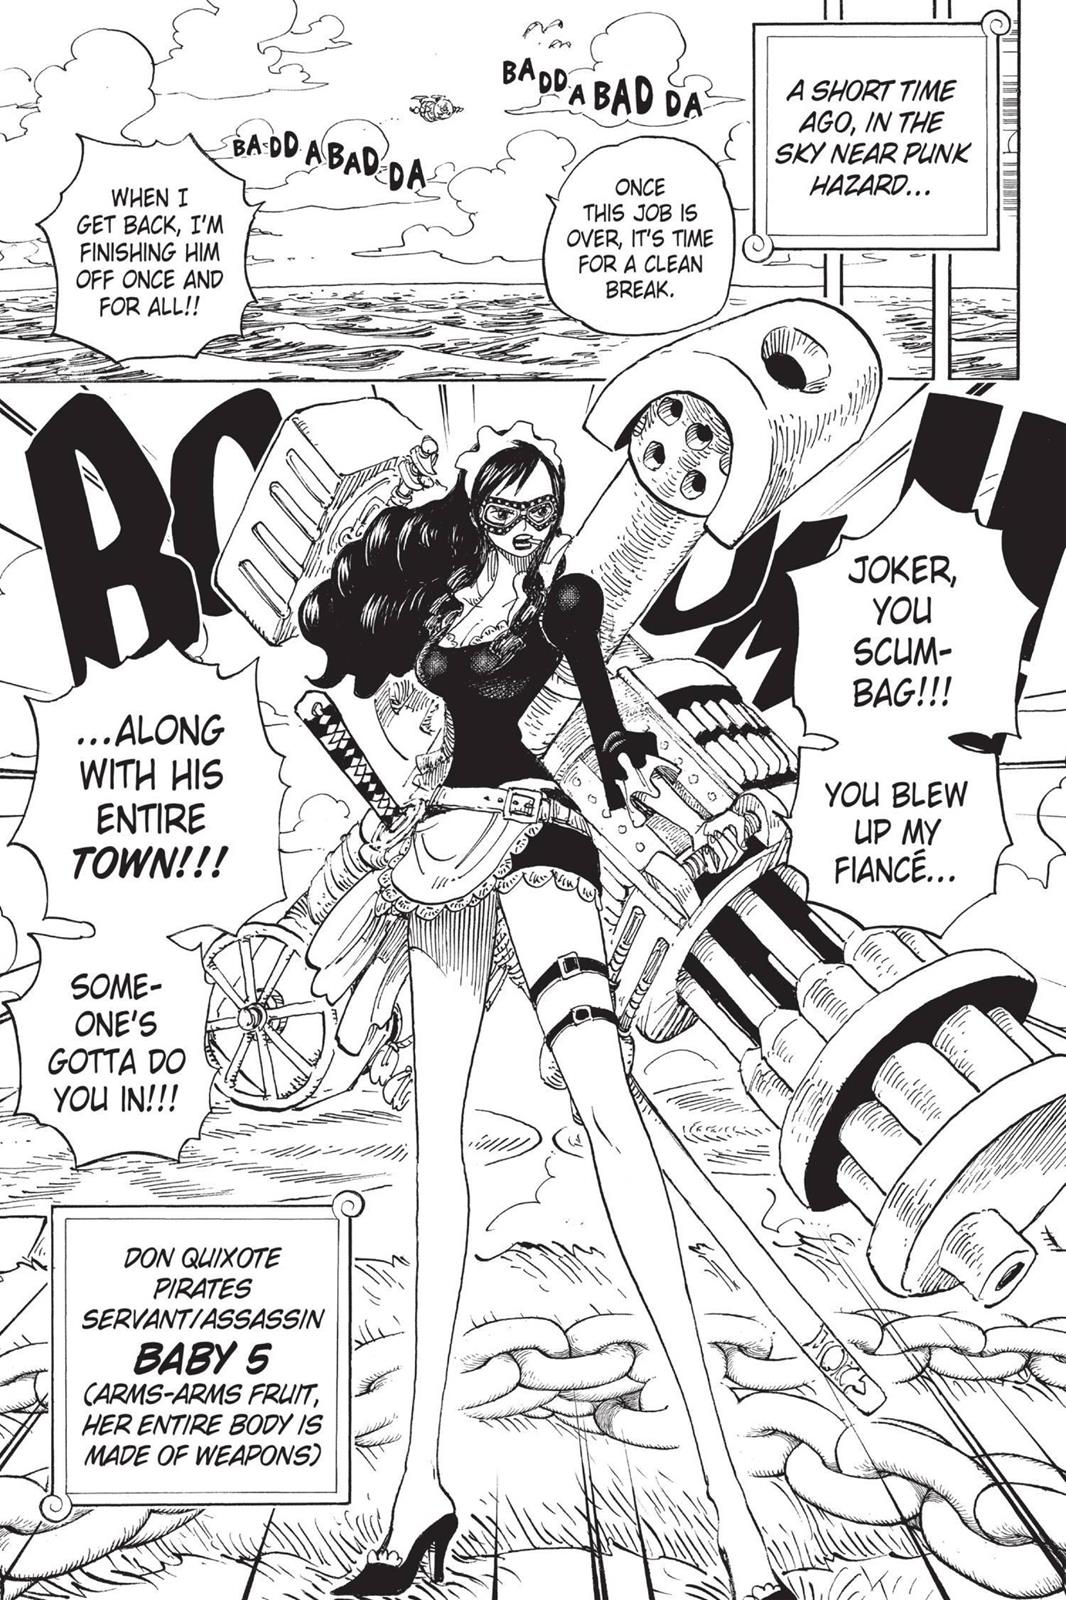 A SHORT TIME
AGO, IN THE
SKY NEAR PUNK
HAZARD...
BADDABADDA
BADDABADDA
ONCE
THIS JOB IS
OVER, IT'S TIME
FOR A CLEAN
BREAK.
WHEN I
GET BACK, I'M
FINISHING HIM
OFF ONCE AND
FOR ALL!!
BOOM!!
JOKER,
YOU
SCUM-
BAG!!!
YOU BLEW
UP MY
FIANCÉ...
...ALONG
WITH HIS
ENTIRE
TOWN!!!
SOME-
ONE'S
GOTTA DO
YOU IN!!!
DON QUIXOTE
PIRATES
SERVANT/ASSASSIN
BABY 5
(ARMS-ARMS FRUIT,
HER ENTIRE BODY IS
MADE OF WEAPONS)